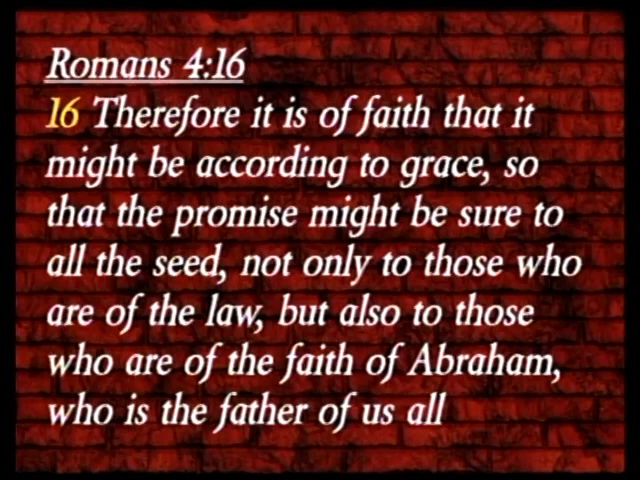 Romans 4:16
16 Therefore it is of faith that it
might be according to grace, so
that the promise might be sure to
all the seed, not only to those who
are of the law, but also to those
who are of the faith of Abraham,
who is the father of us all